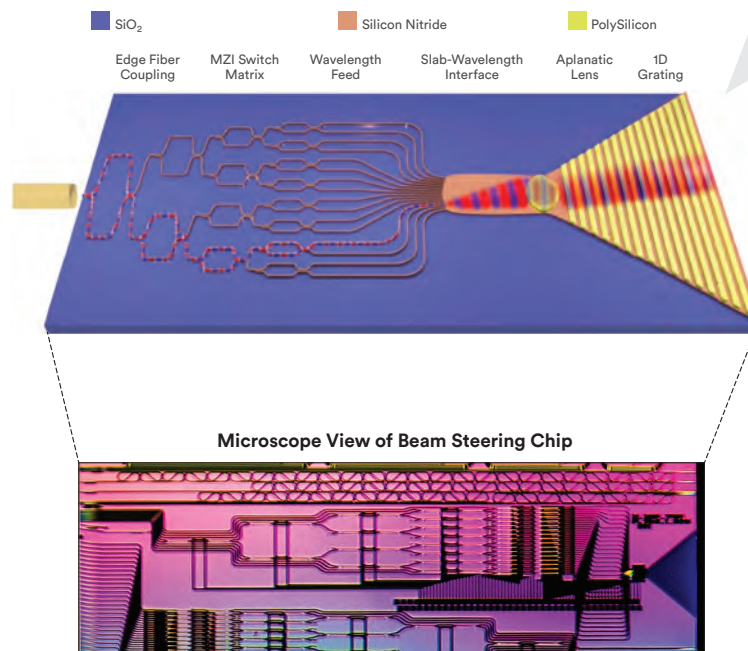 SiO₂
Silicon Nitride
PolySilicon
Edge Fiber
Coupling
MZI Switch
Matrix
Wavelength
Feed
Slab-Wavelength
Interface
Aplanatic
Lens
1D
Grating
Microscope View of Beam Steering Chip